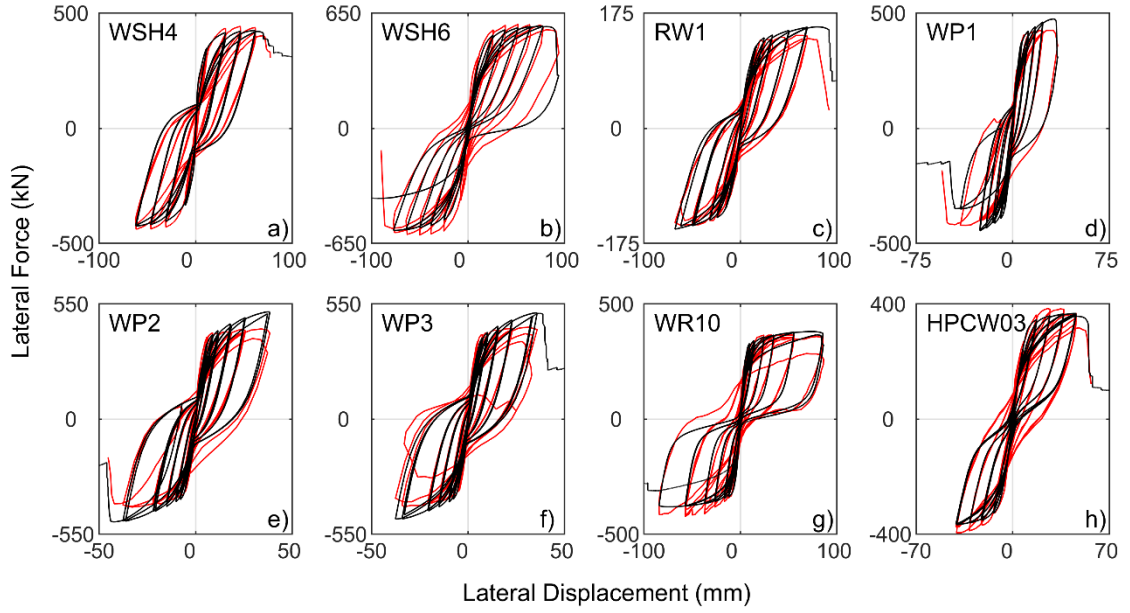 500 WSH4 650 WSH6 175 RW1 500 WP1
0 0 0 0
a) b) c) d)
-500 -650 -175 -500
-100 0 100 -100 0 100 -100 0 100 -75 0 75
Lateral Force (kN)
550 WP2 550 WP3 500 WR10 400 HPCW03
0 0 0 0
e) f) g) h)
-550 -550 -500 -400
-50 0 50 -50 0 50 -100 0 100 -70 0 70
Lateral Displacement (mm)